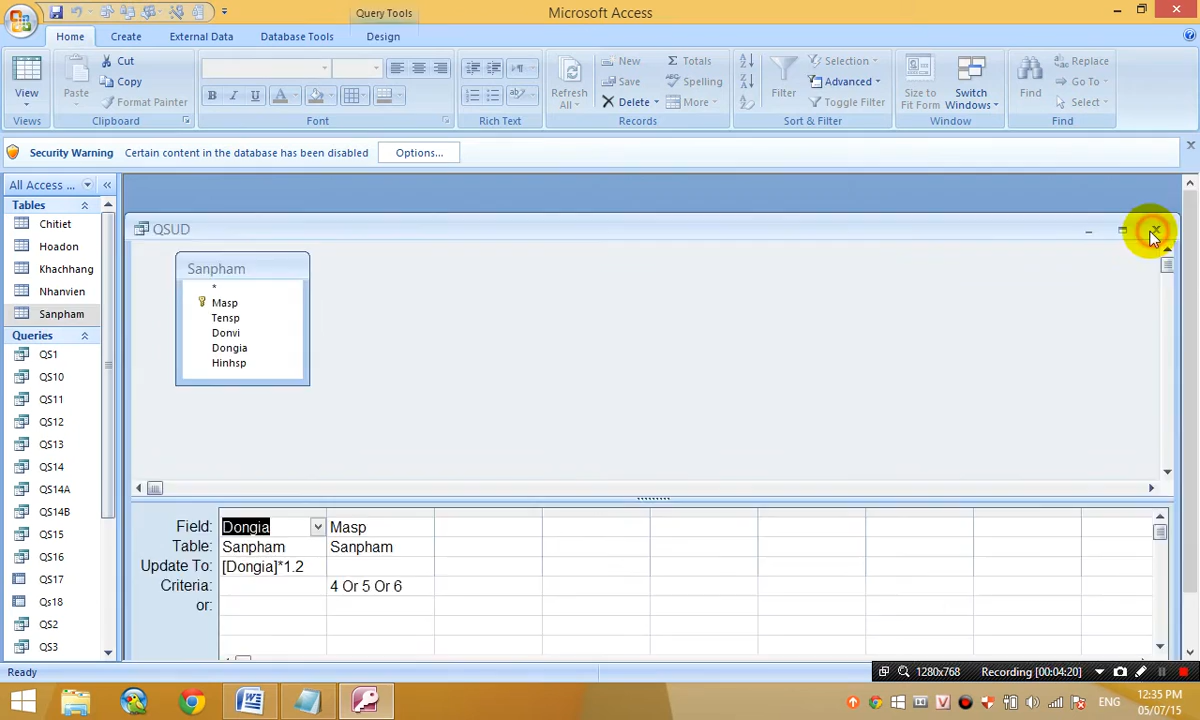 Query Tools
Microsoft Access
Home
Create
External Data
Database Tools
Design
View
Views
Paste
Cut
Copy
Format Painter
Clipboard
B I U A
Font
Rich Text
Refresh
All
New
Save
Delete
Totals
Spelling
More
Records
Filter
Selection
Advanced
Toggle Filter
Sort & Filter
Size to
Fit Form
Switch
Windows
Window
Find
Replace
Go To
Select
Find
Security Warning
Certain content in the database has been disabled
Options...
All Access ...
Tables
Chitiet
Hoadon
Khachhang
Nhanvien
Sanpham
Queries
QS1
QS10
QS11
QS12
QS13
QS14
QS14A
QS14B
QS15
QS16
QS17
Qs18
QS2
QS3
QSUD
Sanpham
*
Masp
Tensp
Donvi
Dongia
Hinhsp
Field: Dongia Masp
Table: Sanpham Sanpham
Update To: [Dongia]*1.2
Criteria: 4 Or 5 Or 6
or:
Ready
1280x768
Recording [00:04:20]
ENG
12:35 PM
05/07/15